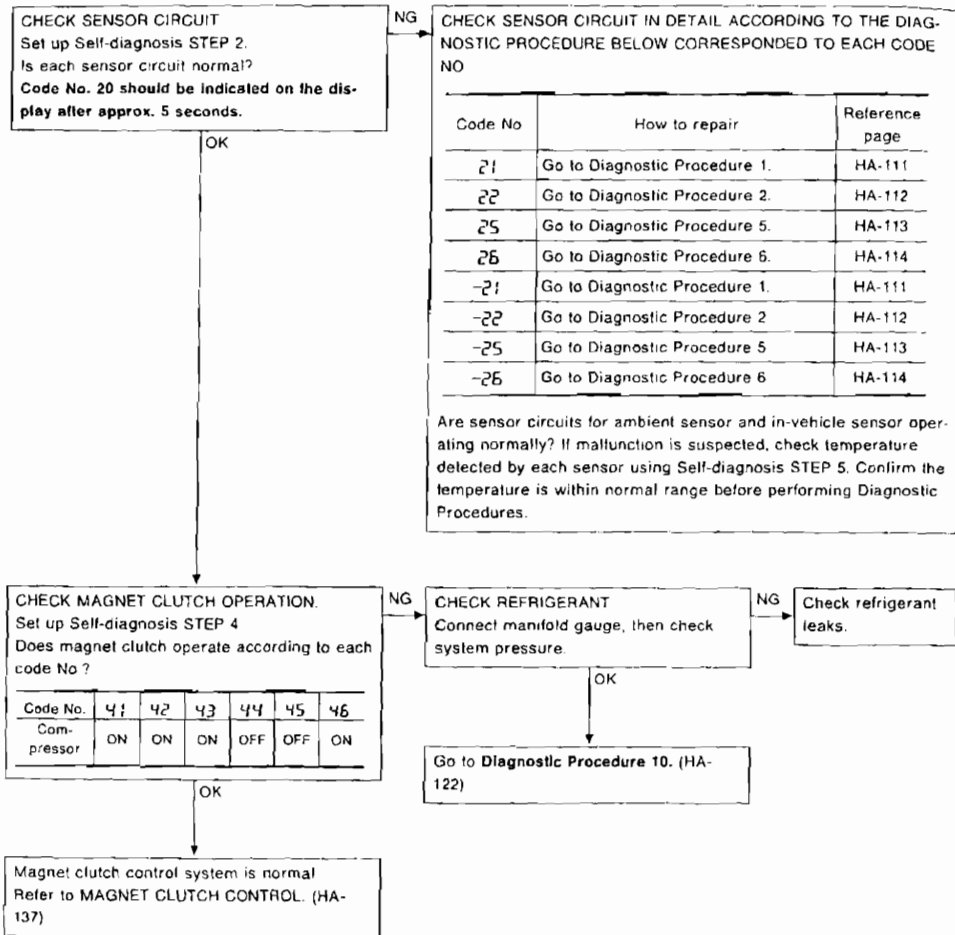 CHECK SENSOR CIRCUIT
Set up Self-diagnosis STEP 2.
Is each sensor circuit normal?
Code No. 20 should be indicated on the dis-
play after approx. 5 seconds.
NG
OK
CHECK SENSOR CIRCUIT IN DETAIL ACCORDING TO THE DIAG-
NOSTIC PROCEDURE BELOW CORRESPONDED TO EACH CODE
NO
Code No How to repair Reference
page
21 Go to Diagnostic Procedure 1. HA-111
22 Go to Diagnostic Procedure 2. HA-112
25 Go to Diagnostic Procedure 5. HA-113
26 Go to Diagnostic Procedure 6. HA-114
-21 Go to Diagnostic Procedure 1. HA-111
-22 Go to Diagnostic Procedure 2 HA-112
-25 Go to Diagnostic Procedure 5 HA-113
-26 Go to Diagnostic Procedure 6 HA-114
Are sensor circuits for ambient sensor and in-vehicle sensor oper-
ating normally? If malfunction is suspected, check temperature
detected by each sensor using Self-diagnosis STEP 5. Confirm the
temperature is within normal range before performing Diagnostic
Procedures.
CHECK MAGNET CLUTCH OPERATION.
Set up Self-diagnosis STEP 4
Does magnet clutch operate according to each
code No ?
Code No. 41 42 43 44 45 46
Com-
pressor ON ON ON OFF OFF ON
NG
OK
CHECK REFRIGERANT
Connect manifold gauge, then check
system pressure.
NG
OK
Check refrigerant
leaks.
Go to Diagnostic Procedure 10. (HA-
122)
Magnet clutch control system is normal
Refer to MAGNET CLUTCH CONTROL. (HA-
137)